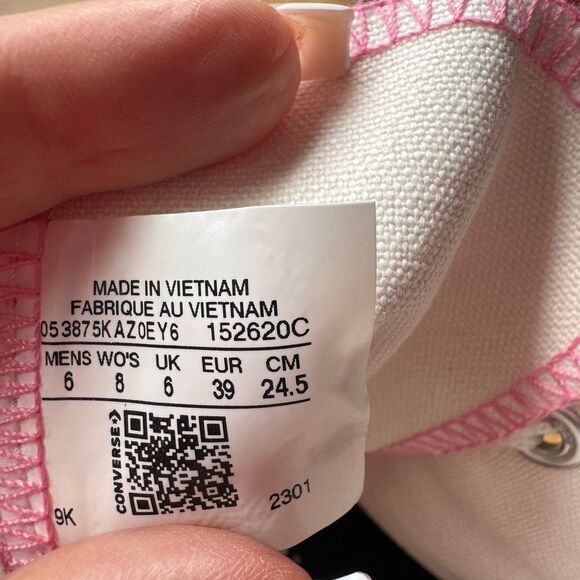 MADE IN VIETNAM
FABRIQUE AU VIETNAM
053875KAZ0EY6 152620C
MENS WO'S UK EUR CM
6 8 6 39 24.5
CONVERSE
9K 2301